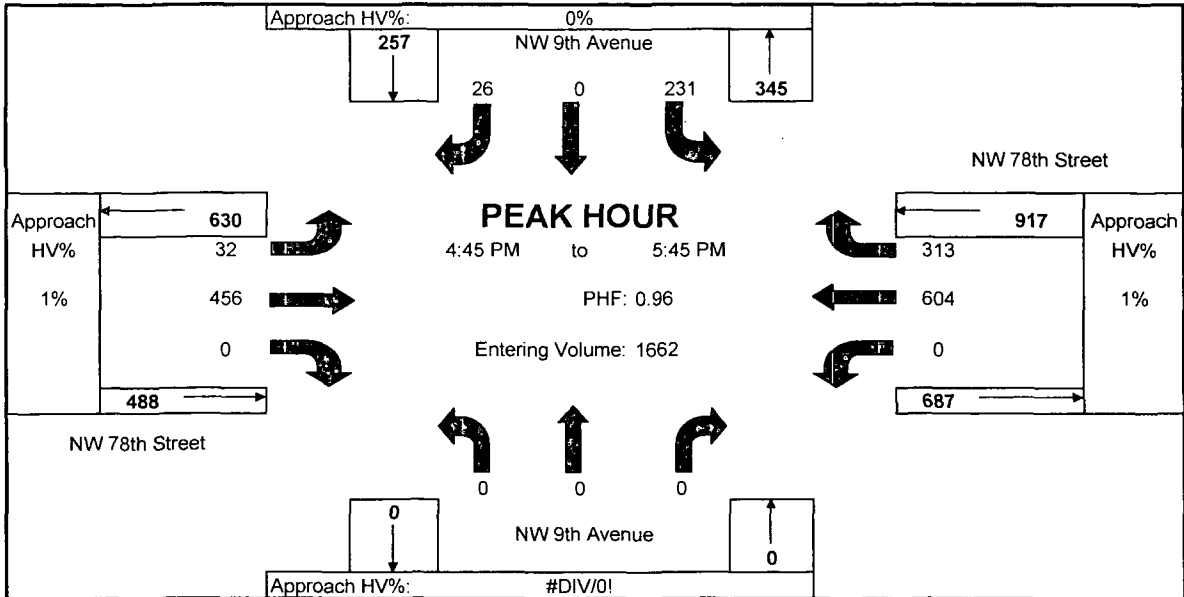 Approach HV%: 0%
257 NW 9th Avenue
26 0 231 345
NW 78th Street
630 PEAK HOUR 917
Approach HV% 32 4:45 PM to 5:45 PM 313 Approach HV%
1% 456 PHF: 0.96 604 1%
0 Entering Volume: 1662 0
488 687
NW 78th Street
0 0 0
0 NW 9th Avenue 0
Approach HV%: #DIV/0!